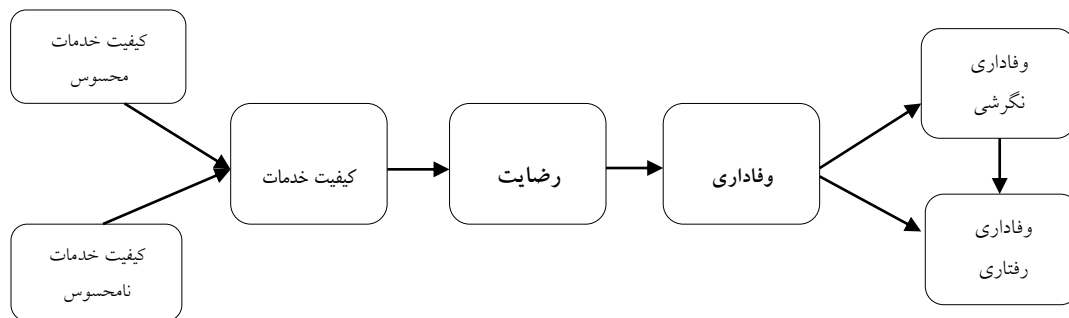 کیفیت خدمات
محسوس
کیفیت خدمات
نامحسوس
کیفیت خدمات
رضایت
وفاداری
وفاداری
نگرشی
وفاداری
رفتاری